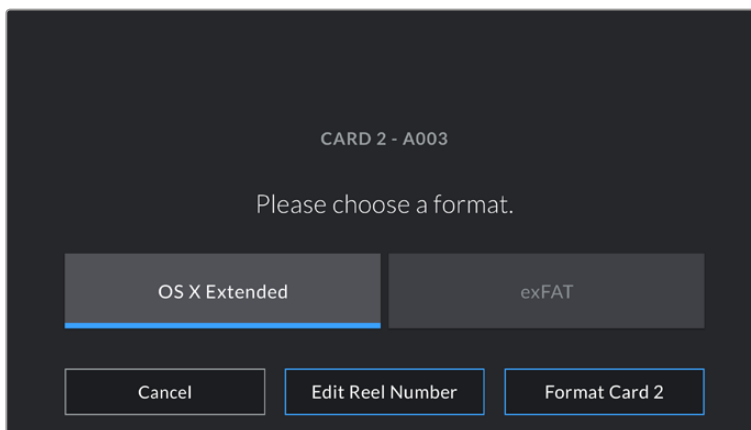 CARD 2 - A003
Please choose a format.
OS X Extended exFAT
Cancel Edit Reel Number Format Card 2